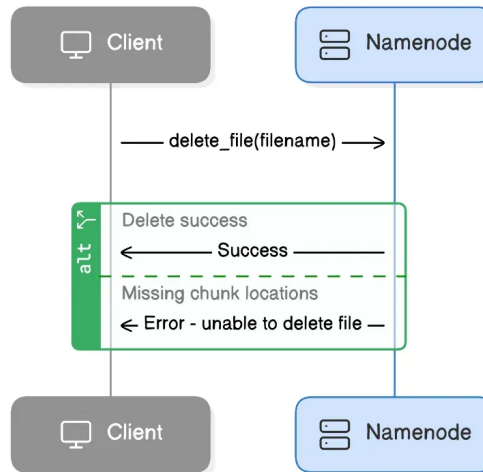 Client
Namenode
delete_file(filename)
alt
Delete success
Success
Missing chunk locations
Error - unable to delete file
Client
Namenode